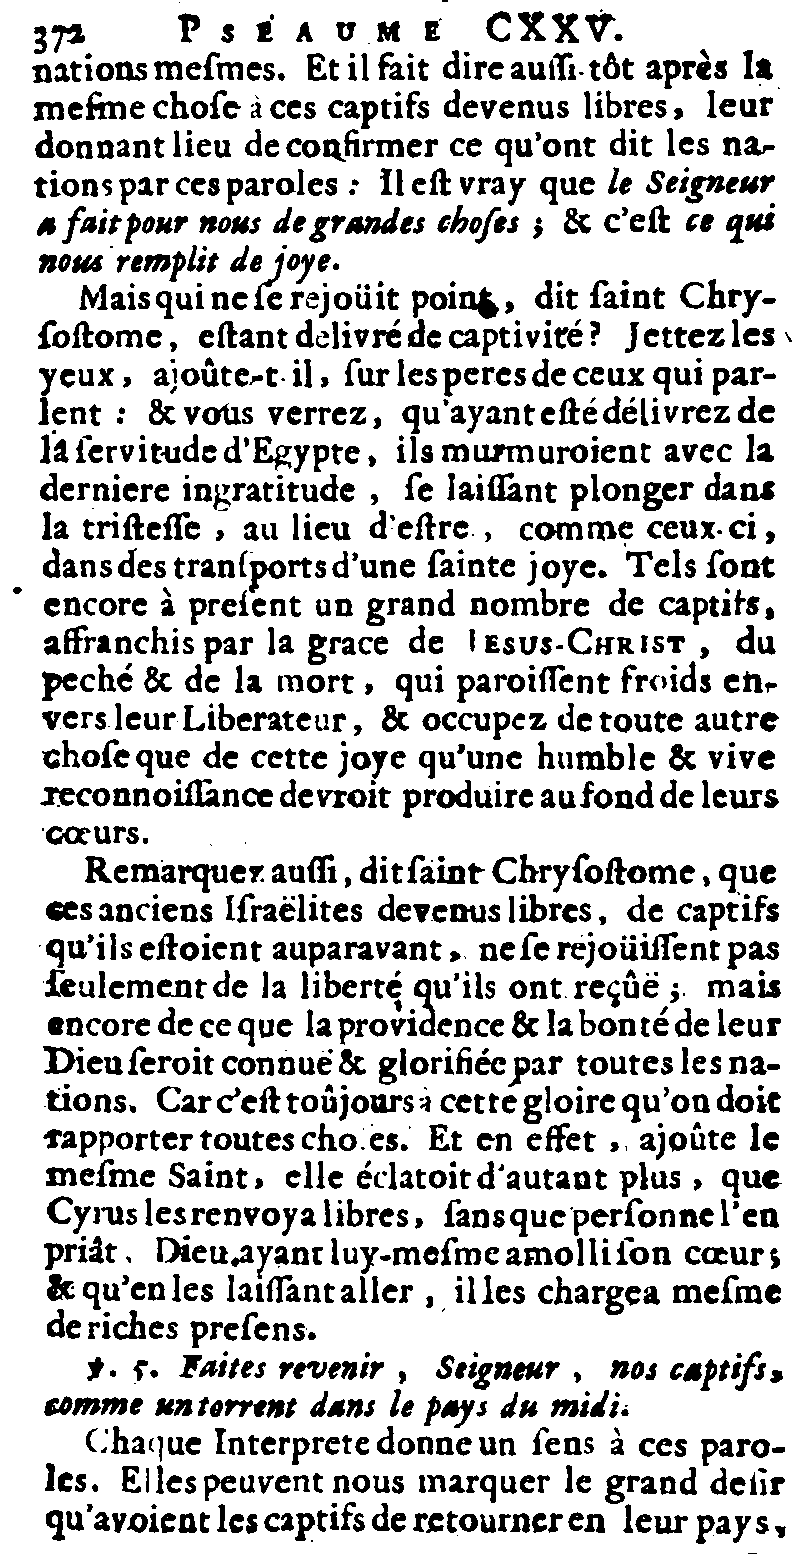 372 PSEAUME CXXV.
nations meſmes. Et il fait dire auſſi-tôt après la
meſme choſe à ces captifs devenus libres, leur
donnant lieu de confirmer ce qu'ont dit les na-
tions par ces paroles : Il eſt vray que le Seigneur
a fait pour nous de grandes choſes ; & c'eſt ce qui
nous remplit de joye.
Mais qui ne ſe rejoüit point, dit ſaint Chry-
ſoſtome, eſtant délivré de captivité? Jettez les
yeux, ajoûte-t-il, ſur les peres de ceux qui par-
lent : & vous verrez, qu'ayant eſté délivrez de
la ſervitude d'Egypte, ils murmuroient avec la
derniere ingratitude, ſe laiſſant plonger dans
la triſteſſe, au lieu d'eſtre, comme ceux-ci,
dans des tranſports d'une ſainte joye. Tels ſont
encore à preſent un grand nombre de captifs,
affranchis par la grace de JESUS-CHRIST, du
peché & de la mort, qui paroiſſent froids en-
vers leur Liberateur, & occupez de toute autre
choſe que de cette joye qu'une humble & vive
reconnoiſſance devroit produire au fond de leurs
cœurs.
Remarquez auſſi, dit ſaint Chryſoſtome, que
ces anciens Iſraëlites devenus libres, de captifs
qu'ils eſtoient auparavant, ne ſe rejoüiſſent pas
ſeulement de la liberté qu'ils ont reçûë ; mais
encore de ce que la providence & la bonté de leur
Dieu ſeroit connuë & glorifiée par toutes les na-
tions. Car c'eſt toûjours à cette gloire qu'on doit
rapporter toutes choſes. Et en effet, ajoûte le
meſme Saint, elle éclatoit d'autant plus, que
Cyrus les renvoya libres, ſans que perſonne l'en
priât, Dieu ayant luy-meſme amolli ſon cœur ;
& qu'en les laiſſant aller, il les chargea meſme
de riches preſens.
℣. 5. Faites revenir, Seigneur, nos captifs,
comme un torrent dans le pays du midi.
Chaque Interprete donne un ſens à ces paro-
les. Elles peuvent nous marquer le grand deſir
qu'avoient les captifs de retourner en leur pays,